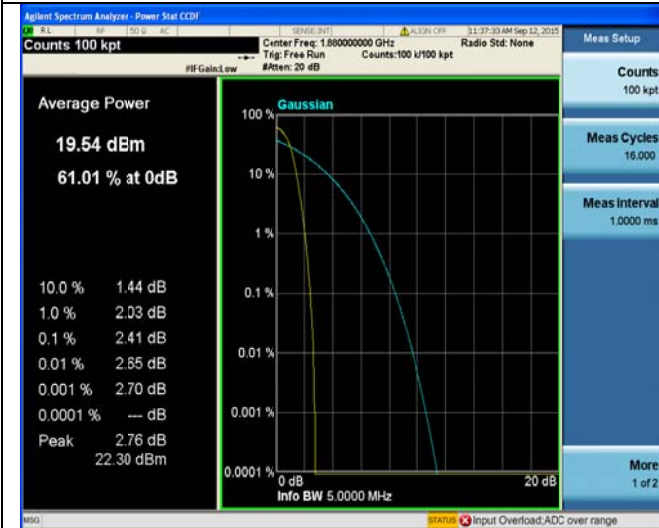 Agilent Spectrum Analyzer - Power Stat CCDF
RL RF 50 Ω AC SENSE:INT ALIGN OFF 11:37:33 AM Sep 12, 2015
Counts 100 kpt
Center Freq: 1.880000000 GHz
Radio Std: None
Trig: Free Run Counts:100 k/100 kpt
#IFGain:Low #Atten: 20 dB
Average Power
19.54 dBm
61.01 % at 0dB
10.0 % 1.44 dB
1.0 % 2.03 dB
0.1 % 2.41 dB
0.01 % 2.65 dB
0.001 % 2.70 dB
0.0001 % --- dB
Peak 2.76 dB
22.30 dBm
Gaussian
100 %
10 %
1 %
0.1 %
0.01 %
0.001 %
0.0001 %
0 dB
20 dB
Info BW 5.0000 MHz
Meas Setup
Counts
100 kpt
Meas Cycles
16.000
Meas Interval
1.0000 ms
More
1 of 2
MSG
STATUS Input Overload;ADC over range